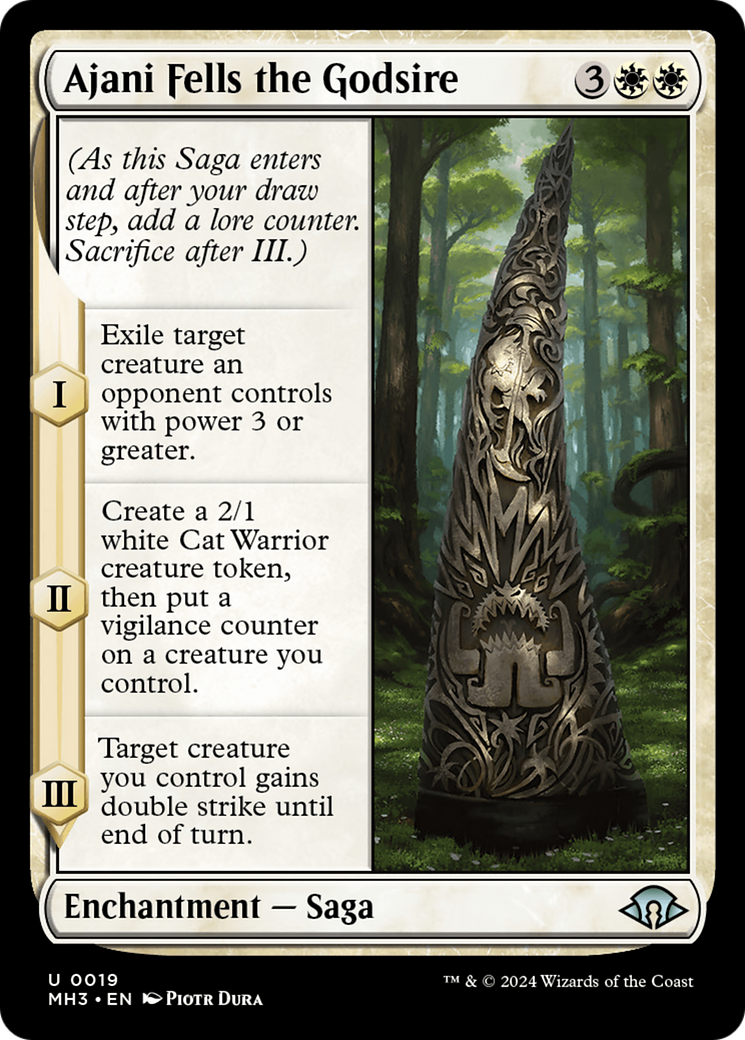 Ajani Fells the Godsire 3
(As this Saga enters
and after your draw
step, add a lore counter.
Sacrifice after III.)
I
Exile target
creature an
opponent controls
with power 3 or
greater.
II
Create a 2/1
white Cat Warrior
creature token,
then put a
vigilance counter
on a creature you
control.
III
Target creature
you control gains
double strike until
end of turn.
Enchantment — Saga
U 0019
MH3 • EN Piotr Dura
™ & © 2024 Wizards of the Coast